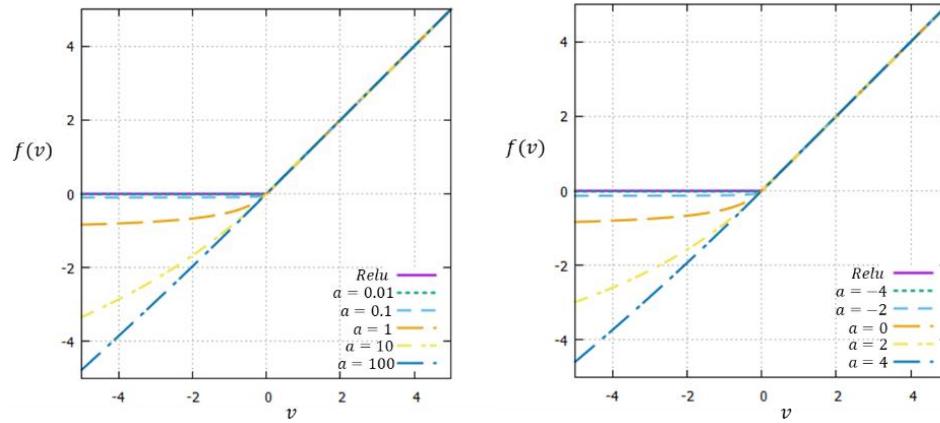 4
2
f(v)
0
-2
-4
Relu
a = 0.01
a = 0.1
a = 1
a = 10
a = 100
-4 -2 0 2 4
v
4
2
f(v)
0
-2
-4
Relu
a = −4
a = −2
a = 0
a = 2
a = 4
-4 -2 0 2 4
v